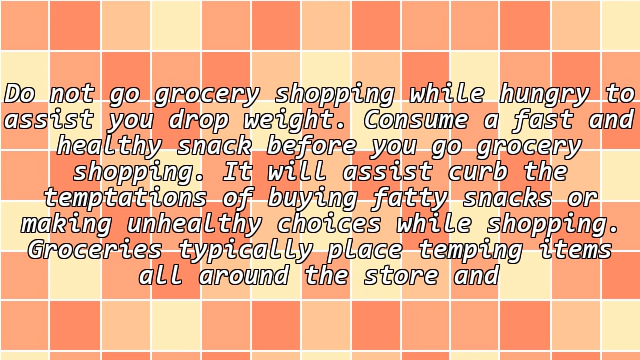 Do not go grocery shopping while hungry to
assist you drop weight. Consume a fast and
healthy snack before you go grocery
shopping. It will assist curb the
temptations of buying fatty snacks or
making unhealthy choices while shopping.
Groceries typically place temping items
all around the store and